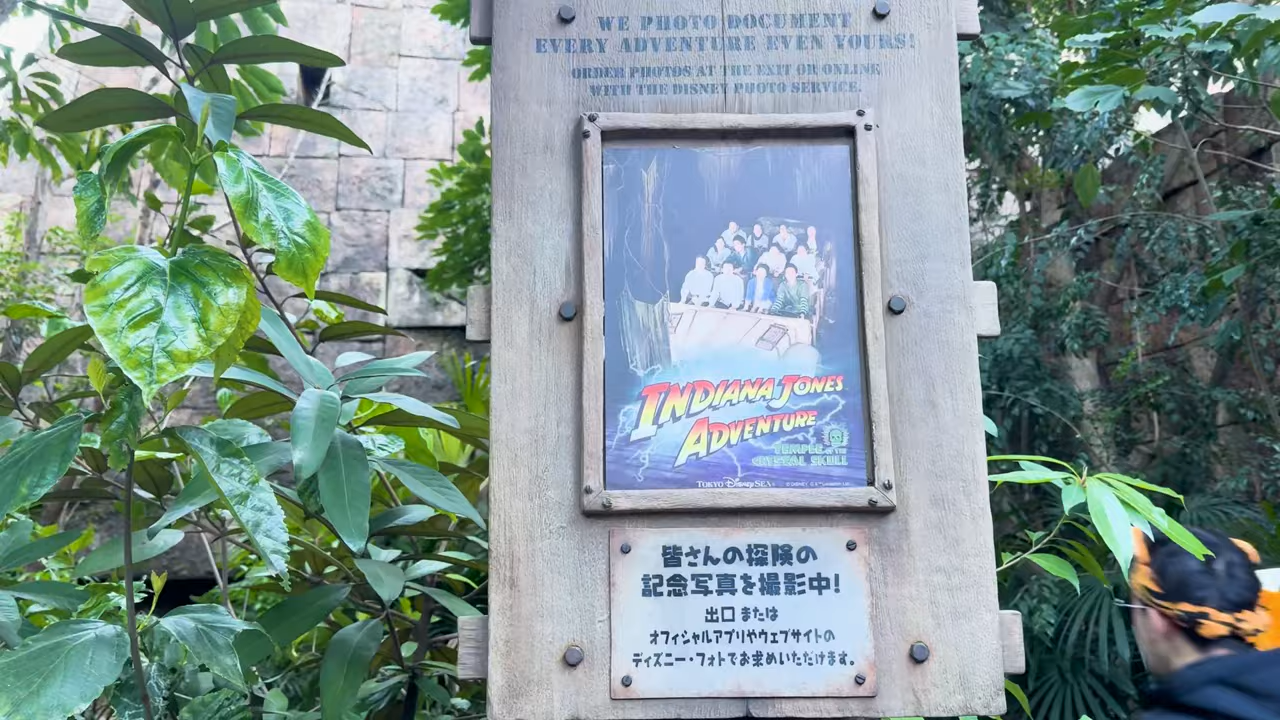 WE PHOTO DOCUMENT
EVERY ADVENTURE EVEN YOURS!
ORDER PHOTOS AT THE EXIT OR ONLINE
WITH THE DISNEY PHOTO SERVICE.
INDIANA JONES
ADVENTURE
TEMPLE OF THE
CRYSTAL SKULL
TOKYO DISNEYSEA
皆さんの探険の
記念写真を撮影中!
出口 または
オフィシャルアプリやウェブサイトの
ディズニー・フォトでお求めいただけます。